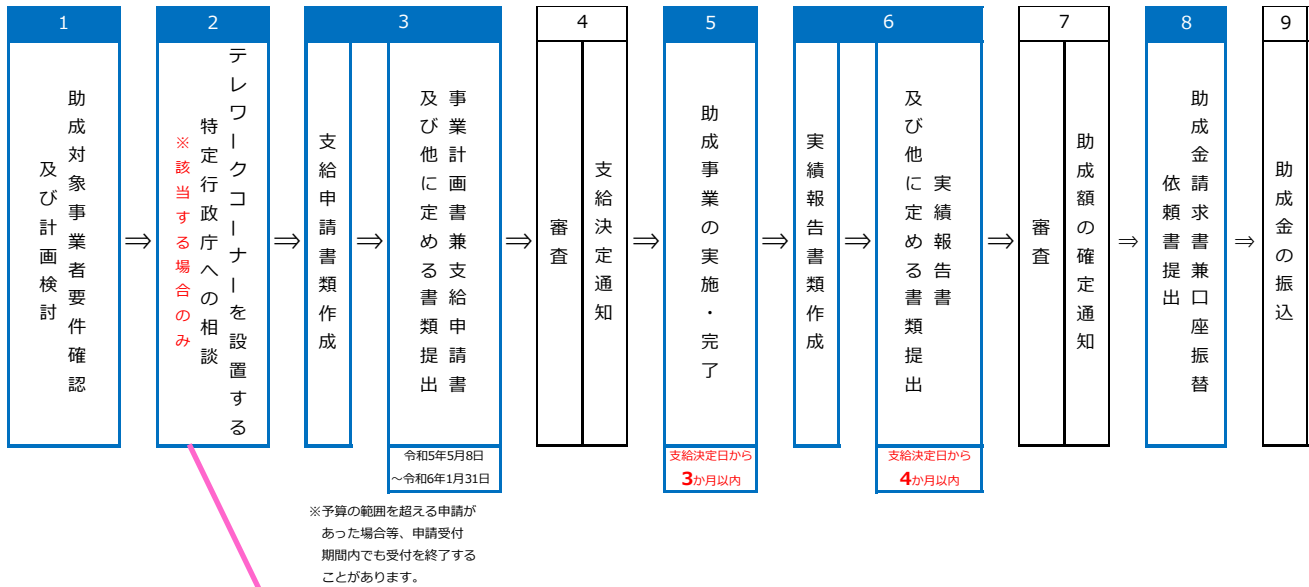 1
助成対象事業者要件確認
及び計画検討
⇒
2
テレワークコーナーを設置する
特定行政庁への相談
※該当する場合のみ
⇒
3
支給申請書類作成
⇒
事業計画書兼支給申請書
及び他に定める書類提出
令和5年5月8日
～令和6年1月31日
※予算の範囲を超える申請が
あった場合等、申請受付
期間内でも受付を終了する
ことがあります。
⇒
4
審査
支給決定通知
⇒
5
助成事業の実施・完了
支給決定日から
3か月以内
⇒
6
実績報告書類作成
⇒
実績報告書
及び他に定める書類提出
支給決定日から
4か月以内
⇒
7
審査
助成額の確定通知
⇒
8
助成金請求書兼口座振替
依頼書提出
⇒
9
助成金の振込